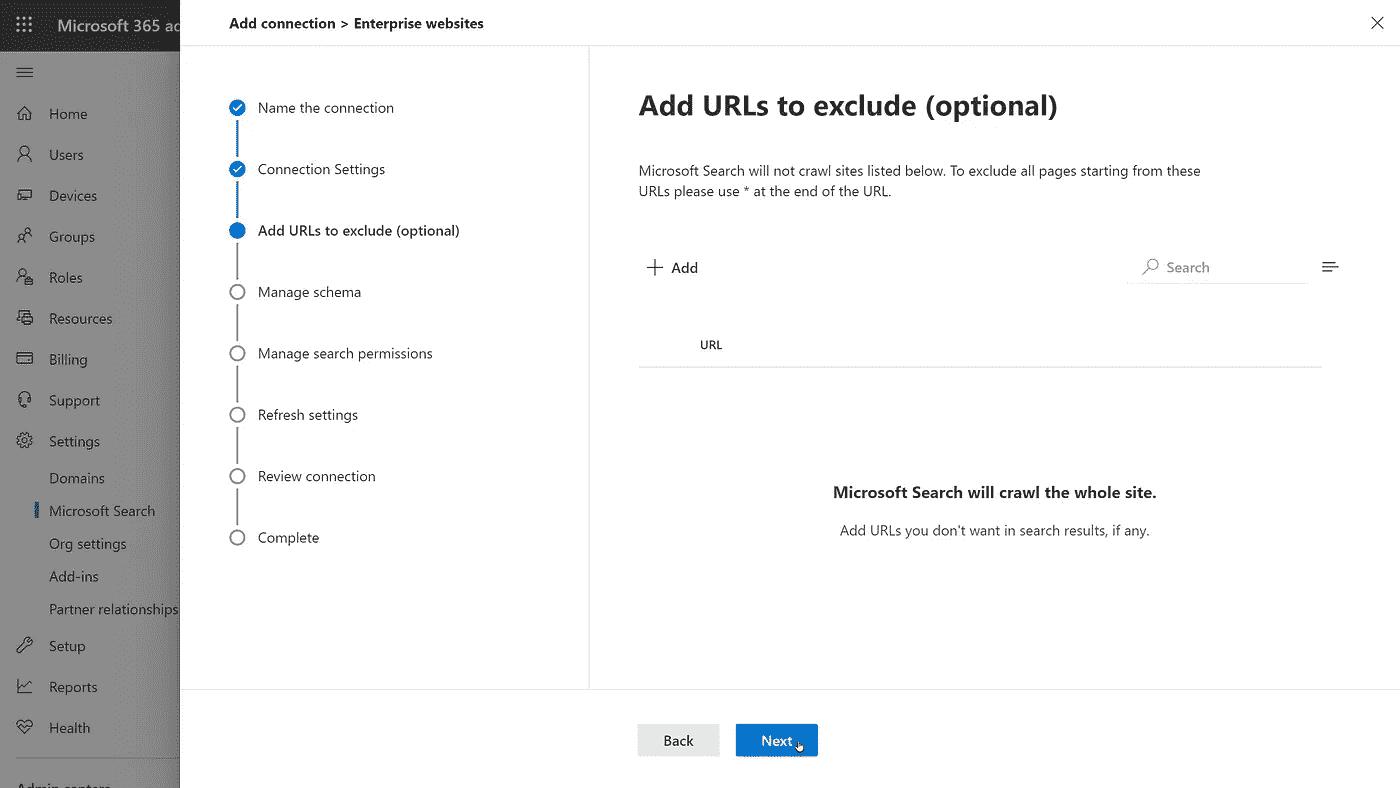 Microsoft 365 ad
Add connection > Enterprise websites
Home
Users
Devices
Groups
Roles
Resources
Billing
Support
Settings
Domains
Microsoft Search
Org settings
Add-ins
Partner relationships
Setup
Reports
Health
Admin centers
Name the connection
Connection Settings
Add URLs to exclude (optional)
Manage schema
Manage search permissions
Refresh settings
Review connection
Complete
Add URLs to exclude (optional)
Microsoft Search will not crawl sites listed below. To exclude all pages starting from these
URLs please use * at the end of the URL.
Add
Search
URL
Microsoft Search will crawl the whole site.
Add URLs you don't want in search results, if any.
Back
Next